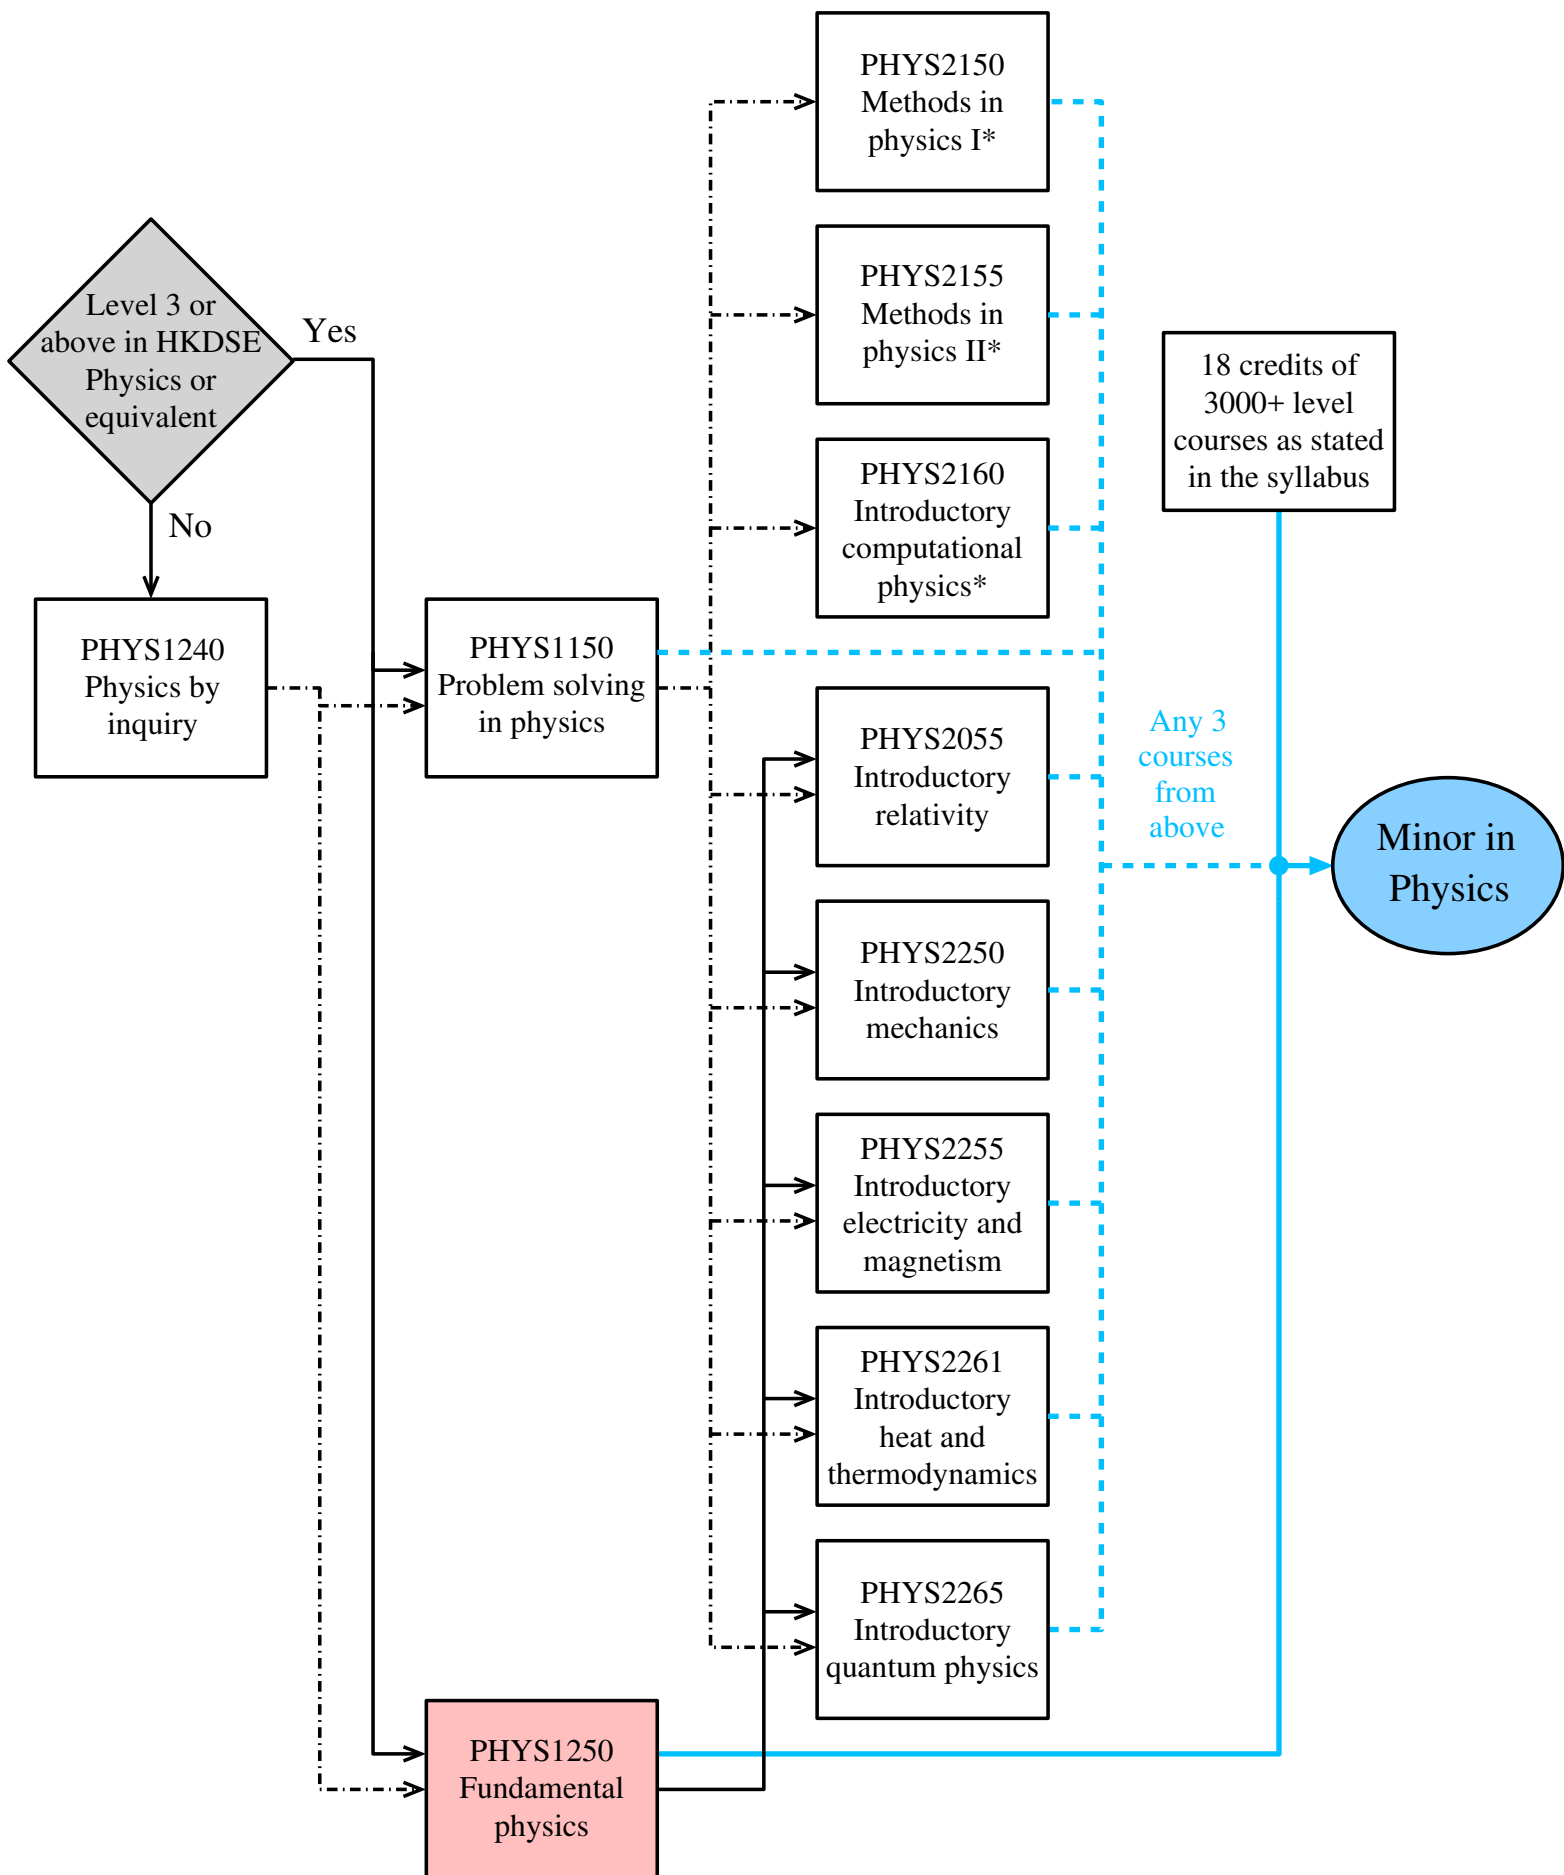 Level 3 or
above in HKDSE
Physics or
equivalent
Yes
No
PHYS1240
Physics by
inquiry
PHYS1150
Problem solving
in physics
PHYS1250
Fundamental
physics
PHYS2150
Methods in
physics I*
PHYS2155
Methods in
physics II*
PHYS2160
Introductory
computational
physics*
PHYS2055
Introductory
relativity
PHYS2250
Introductory
mechanics
PHYS2255
Introductory
electricity and
magnetism
PHYS2261
Introductory
heat and
thermodynamics
PHYS2265
Introductory
quantum physics
18 credits of
3000+ level
courses as stated
in the syllabus
Any 3
courses
from
above
Minor in
Physics